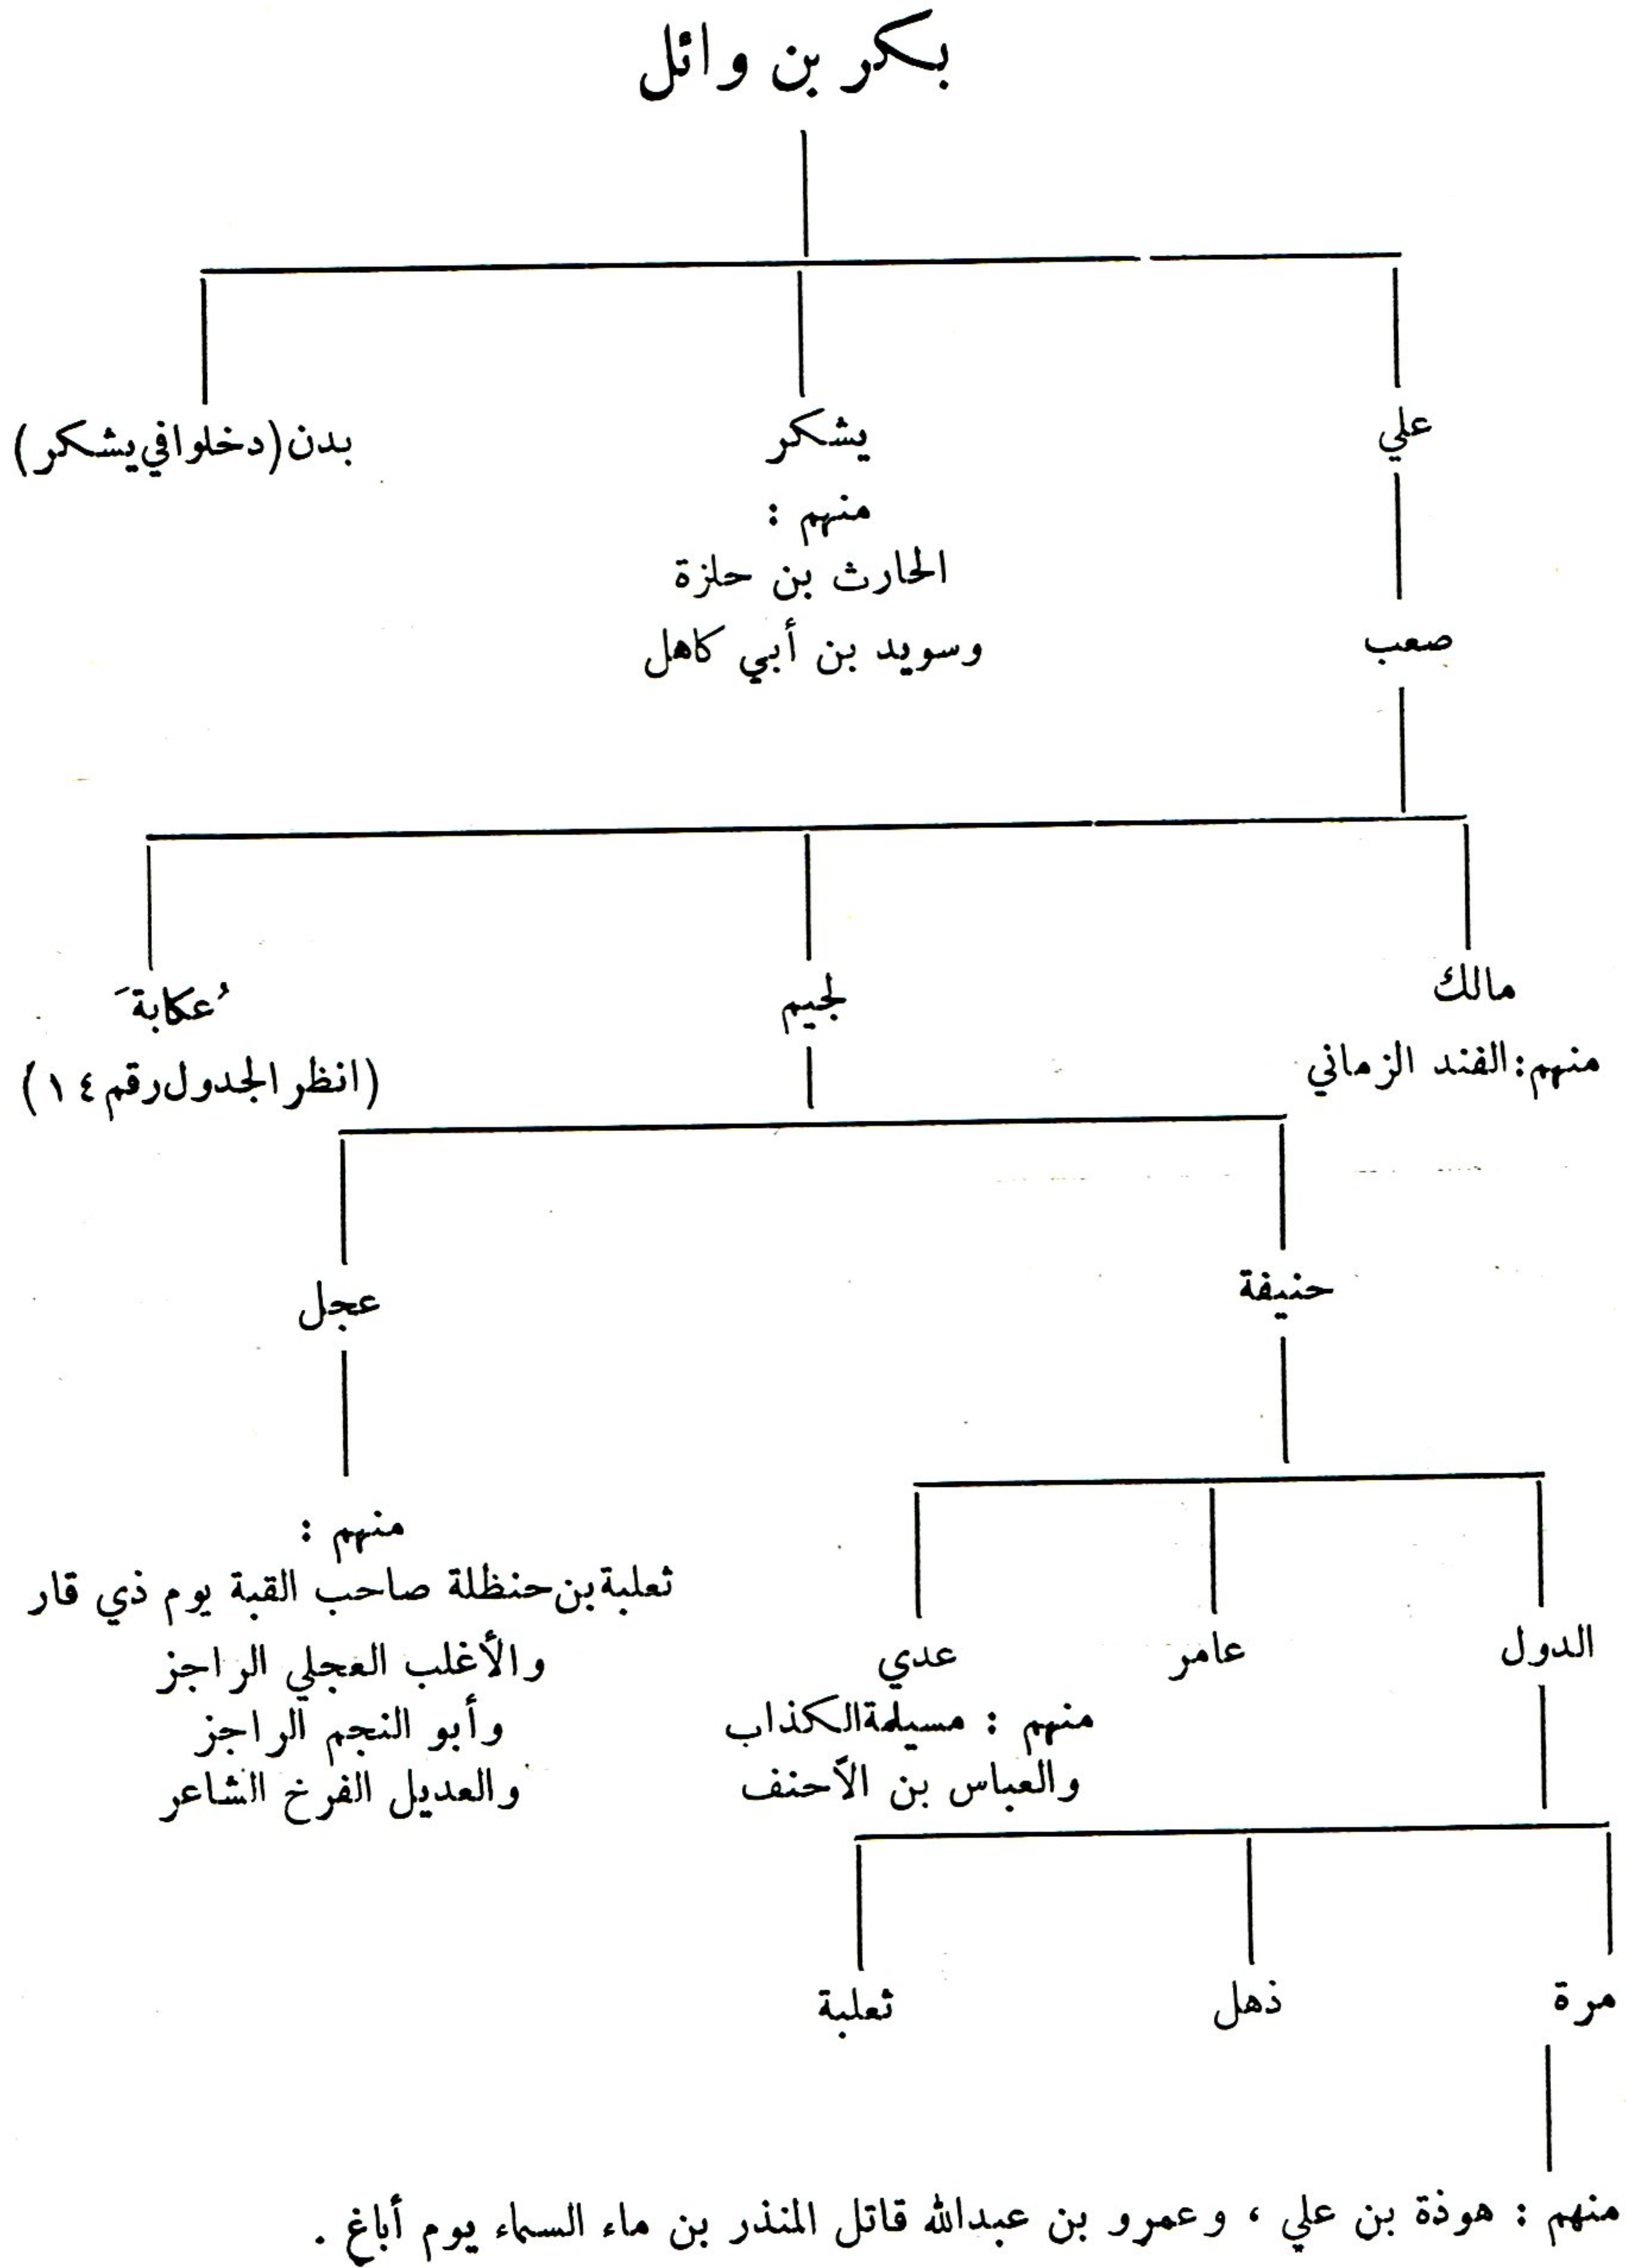 بكر بن وائل
علي
يشكر
بدن (دخلوا في يشكر)
منهم :
الحارث بن حلزة
وسويد بن أبي كاهل
صعب
مالك
لجيم
عُكابةَ
منهم : الفند الزماني
(انظر الجدول رقم ١٤)
حنيفة
عجل
منهم :
ثعلبة بن حنظلة صاحب القبة يوم ذي قار
والأغلب العجلي الراجز
وأبو النجم الراجز
والعديل الفرخ الشاعر
الدول
عامر
عدي
منهم : مسيلمة الكذاب
والعباس بن الأحنف
مرة
ذهل
ثعلبة
منهم : هوذة بن علي ، وعمرو بن عبدالله قاتل المنذر بن ماء السماء يوم أباغ .